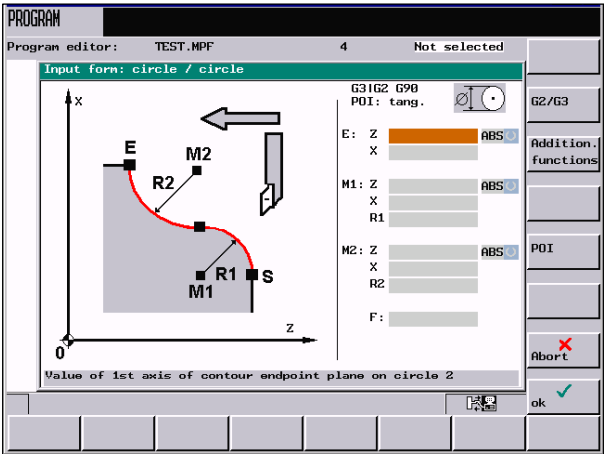 PROGRAM
Program editor: TEST.MPF 4 Not selected
Input form: circle / circle
G3IG2 G90
POI: tang.
X
E
M2
R2
R1
S
M1
Z
0
E: Z ABS
X
M1: Z ABS
X
R1
M2: Z ABS
X
R2
F:
Value of 1st axis of contour endpoint plane on circle 2
G2/G3
Addition.
functions
POI
Abort
ok